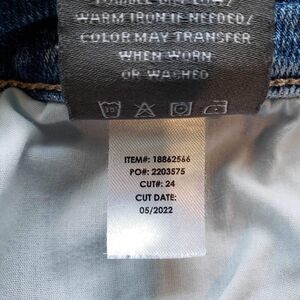 TUMBLE DRY LOW/
WARM IRON IF NEEDED/
COLOR MAY TRANSFER
WHEN WORN
OR WASHED
ITEM#: 18862566
PO#: 2203575
CUT#: 24
CUT DATE:
05/2022